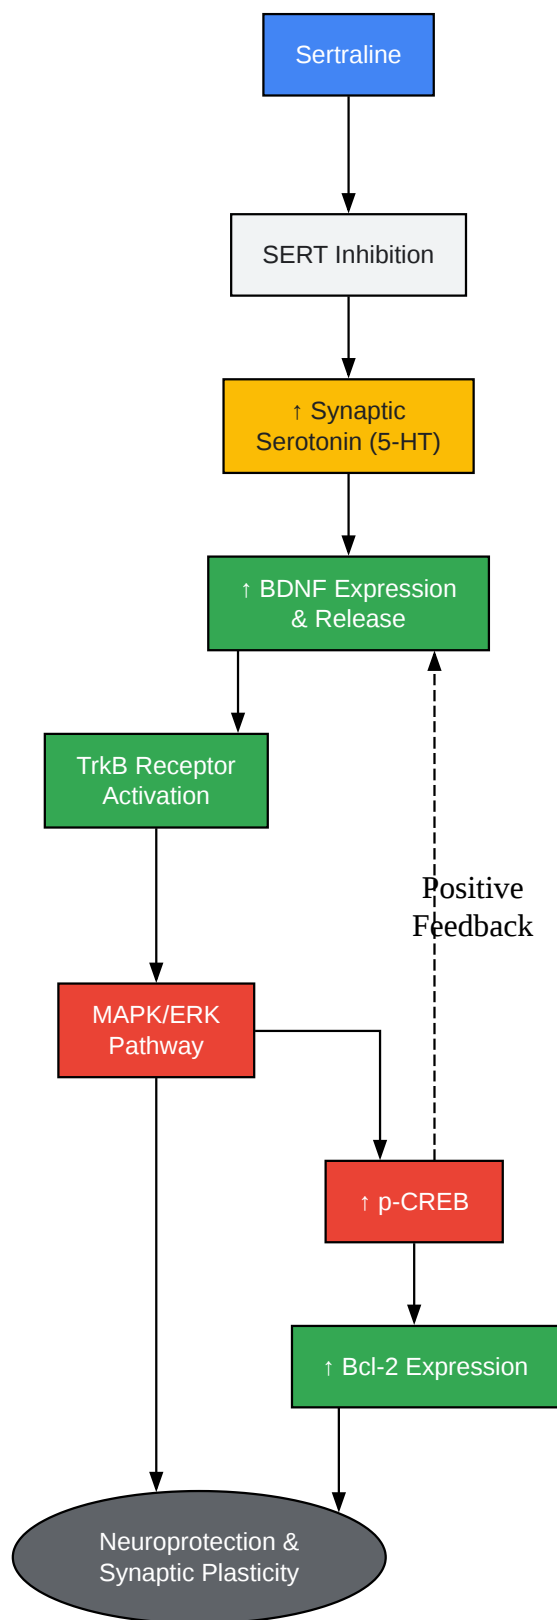 Sertraline
SERT Inhibition
↑ Synaptic
Serotonin (5-HT)
↑ BDNF Expression
& Release
TrkB Receptor
Activation
Positive
Feedback
MAPK/ERK
Pathway
↑ p-CREB
↑ Bcl-2 Expression
Neuroprotection &
Synaptic Plasticity